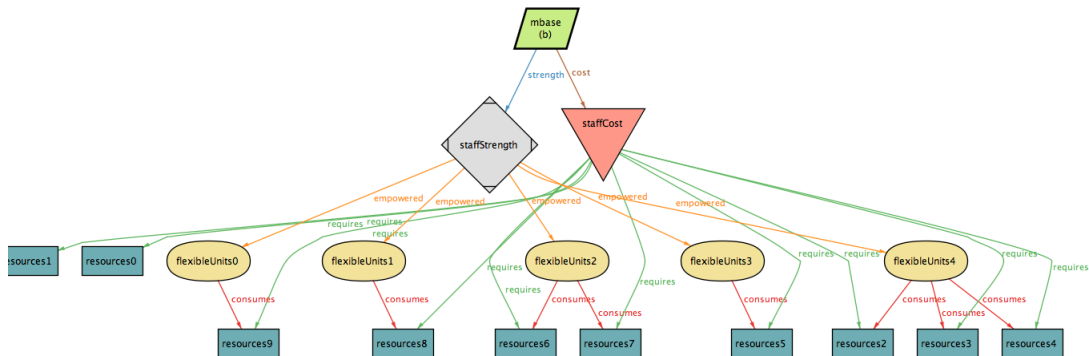 mbase
(b)
strength
cost
staffCost
staffStrength
empowered
empowered
empowered
empowered
empowered
requires
requires
requires
esources1
resources0
flexibleUnits0
flexibleUnits1
flexibleUnits2
flexibleUnits3
flexibleUnits4
requires
requires
requires
requires
requires
requires
requires
consumes
consumes
consumes
consumes
consumes
consumes
consumes
consumes
resources9
resources8
resources6
resources7
resources5
resources2
resources3
resources4